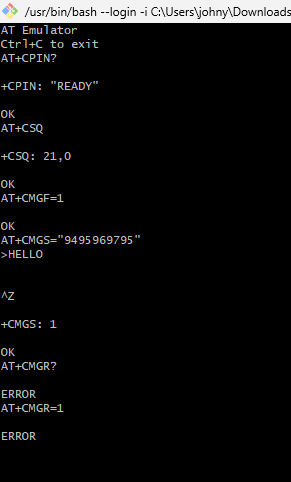 /usr/bin/bash --login -i C:\Users\johny\Downloads
AT Emulator
Ctrl+C to exit
AT+CPIN?
+CPIN: "READY"
OK
AT+CSQ
+CSQ: 21,0
OK
AT+CMGF=1
OK
AT+CMGS="9495969795"
>HELLO
^Z
+CMGS: 1
OK
AT+CMGR?
ERROR
AT+CMGR=1
ERROR